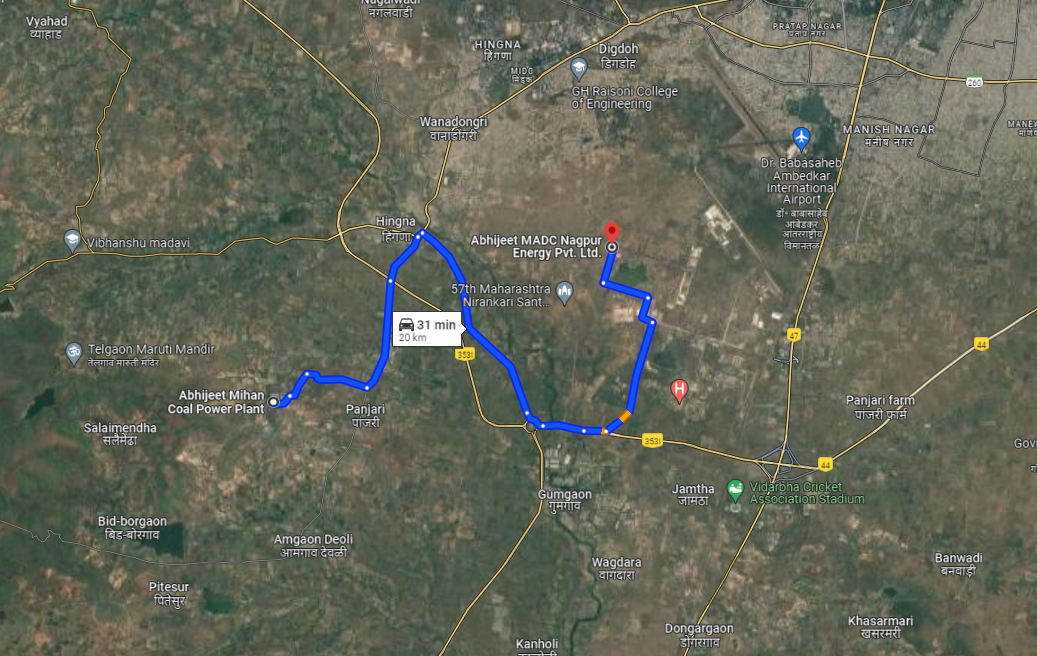 नगलवाडी
Vyahad
व्याहाड
PRATAP NAGAR
प्रताप नगर
HINGNA
हिंगणा
Digdoh
डिगडोह
MIDC
मिडक
260
GH Raisoni College
of Engineering
Wanadongri
वानाडोंगरी
MANISH NAGAR
मनीष नगर
Dr. Babasaheb
Ambedkar
International
Airport
डॉ॰ बाबासाहेब
आंबेडकर
आंतरराष्ट्रीय
विमानतळ
Hingna
हिंगणा
Vibhanshu madavi
Abhijeet MADC Nagpur
Energy Pvt. Ltd.
57th Maharashtra
Nirankari Sant...
31 min
20 km
47
44
353I
Telgaon Maruti Mandir
तेलगाव मारुती मंदिर
Abhijeet Mihan
Coal Power Plant
Panjari
पांजरी
H
Panjari farm
पांजरी फार्म
Salaimendha
सलैमेंढा
353I
44
Gumgaon
गुमगाव
Jamtha
जामठा
Vidarbha Cricket
Association Stadium
Bid-borgaon
बिड-बोरगाव
Amgaon Deoli
आमगाव देवळी
Wagdara
वागदारा
Banwadi
बनवाडी
Pitesur
पितेसुर
Dongargaon
डोंगरगाव
Khasarmari
खसरमरी
Kanholi